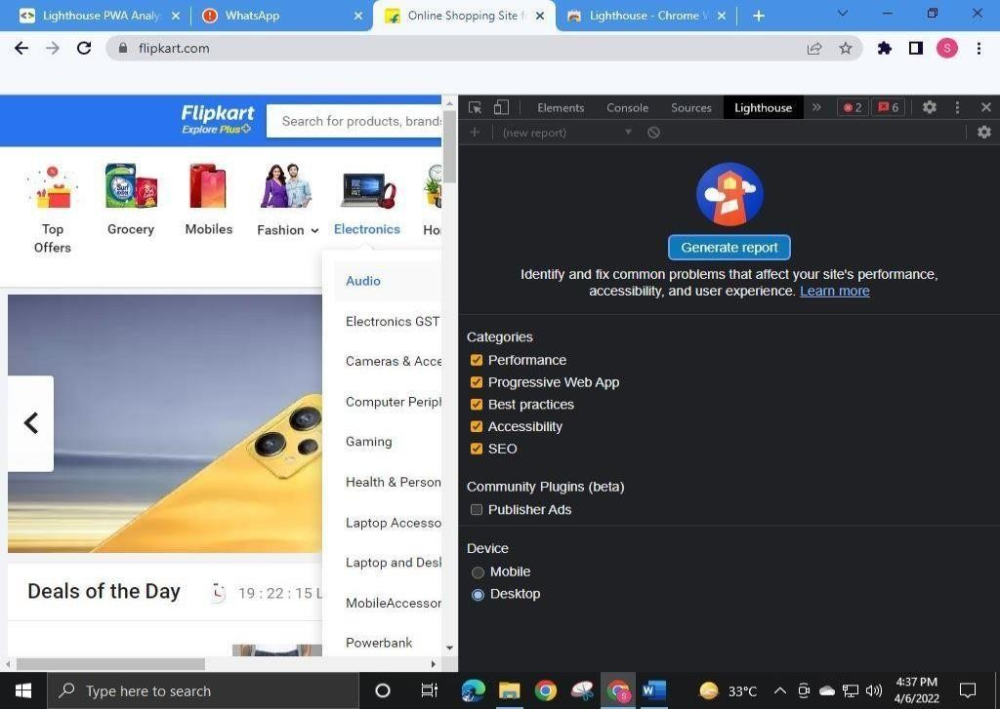 Lighthouse PWA Analy
WhatsApp
Online Shopping Site f
Lighthouse - Chrome W
flipkart.com
S
Flipkart
Explore Plus
Search for products, brand
Top
Offers
Grocery
Mobiles
Fashion
Electronics
Ho
Audio
Electronics GST
Cameras & Acce
Computer Periph
Gaming
Health & Person
Laptop Accesso
Laptop and Desk
MobileAccessor
Powerbank
Deals of the Day
19 : 22 : 15 L
Elements
Console
Sources
Lighthouse
2
6
(new report)
Generate report
Identify and fix common problems that affect your site's performance,
accessibility, and user experience. Learn more
Categories
Performance
Progressive Web App
Best practices
Accessibility
SEO
Community Plugins (beta)
Publisher Ads
Device
Mobile
Desktop
Type here to search
33°C
4:37 PM
4/6/2022